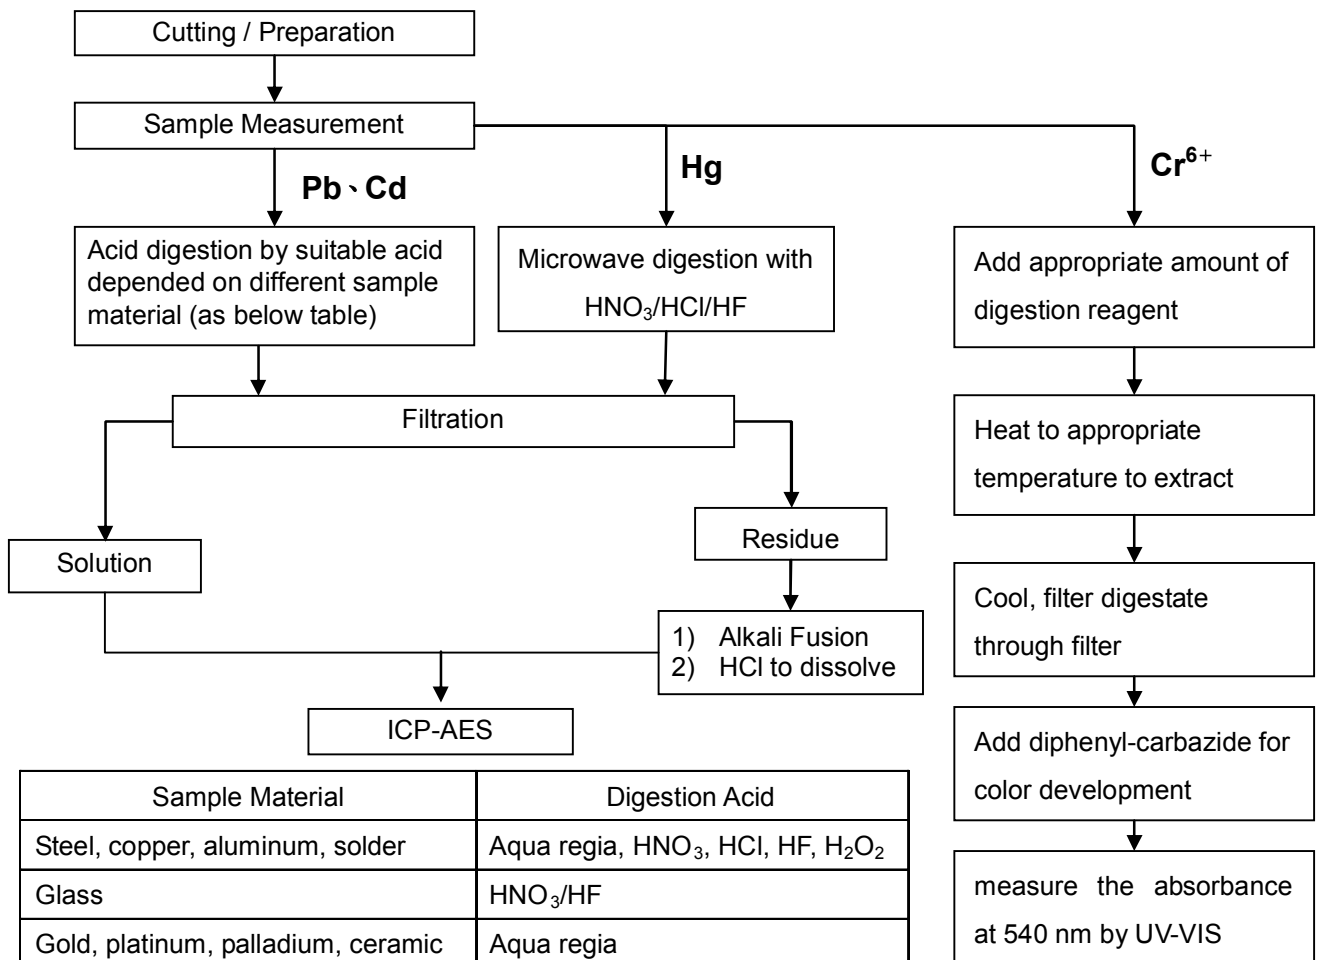 Cutting / Preparation
Sample Measurement
Pb、Cd
Hg
Cr⁶⁺
Acid digestion by suitable acid
depended on different sample
material (as below table)
Microwave digestion with
HNO₃/HCl/HF
Add appropriate amount of
digestion reagent
Filtration
Heat to appropriate
temperature to extract
Solution
Residue
1) Alkali Fusion
2) HCl to dissolve
Cool, filter digestate
through filter
ICP-AES
Add diphenyl-carbazide for
color development
measure the absorbance
at 540 nm by UV-VIS
Sample Material Digestion Acid
Steel, copper, aluminum, solder Aqua regia, HNO₃, HCl, HF, H₂O₂
Glass HNO₃/HF
Gold, platinum, palladium, ceramic Aqua regia